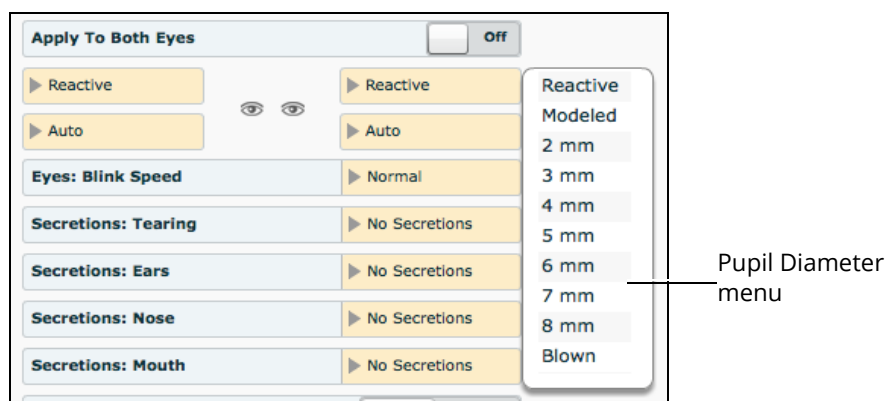 Apply To Both Eyes Off
Reactive Reactive
Auto Auto
Eyes: Blink Speed Normal
Secretions: Tearing No Secretions
Secretions: Ears No Secretions
Secretions: Nose No Secretions
Secretions: Mouth No Secretions
Reactive
Modeled
2 mm
3 mm
4 mm
5 mm
6 mm
7 mm
8 mm
Blown
Pupil Diameter
menu